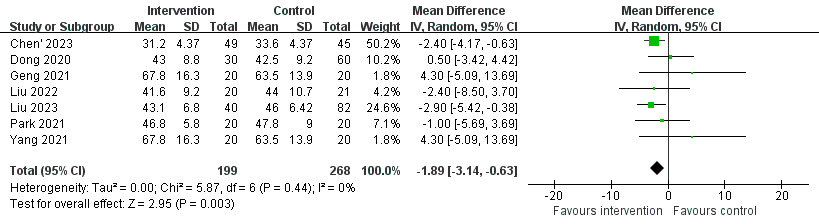 Intervention Control Mean Difference Mean Difference
Study or Subgroup Mean SD Total Mean SD Total Weight IV, Random, 95% CI IV, Random, 95% CI
Chen' 2023 31.2 4.37 49 33.6 4.37 45 50.2% -2.40 [-4.17, -0.63]
Dong 2020 43 8.8 30 42.5 9.2 60 10.2% 0.50 [-3.42, 4.42]
Geng 2021 67.8 16.3 20 63.5 13.9 20 1.8% 4.30 [-5.09, 13.69]
Liu 2022 41.6 9.2 20 44 10.7 21 4.2% -2.40 [-8.50, 3.70]
Liu 2023 43.1 6.8 40 46 6.42 82 24.6% -2.90 [-5.42, -0.38]
Park 2021 46.8 5.8 20 47.8 9 20 7.1% -1.00 [-5.69, 3.69]
Yang 2021 67.8 16.3 20 63.5 13.9 20 1.8% 4.30 [-5.09, 13.69]
Total (95% CI) 199 268 100.0% -1.89 [-3.14, -0.63]
Heterogeneity: Tau² = 0.00; Chi² = 5.87, df = 6 (P = 0.44); I² = 0%
Test for overall effect: Z = 2.95 (P = 0.003)
-20 -10 0 10 20
Favours intervention Favours control